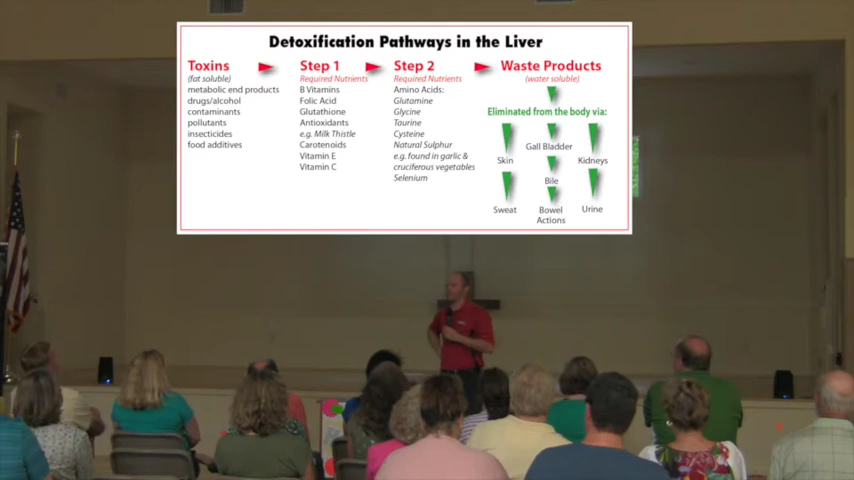 Detoxification Pathways in the Liver
Toxins
(fat soluble)
metabolic end products
drugs/alcohol
contaminants
pollutants
insecticides
food additives
Step 1
Required Nutrients
B Vitamins
Folic Acid
Glutathione
Antioxidants
e.g. Milk Thistle
Carotenoids
Vitamin E
Vitamin C
Step 2
Required Nutrients
Amino Acids:
Glutamine
Glycine
Taurine
Cysteine
Natural Sulphur
e.g. found in garlic &
cruciferous vegetables
Selenium
Waste Products
(water soluble)
Eliminated from the body via:
Skin
Sweat
Gall Bladder
Bile
Bowel
Actions
Kidneys
Urine